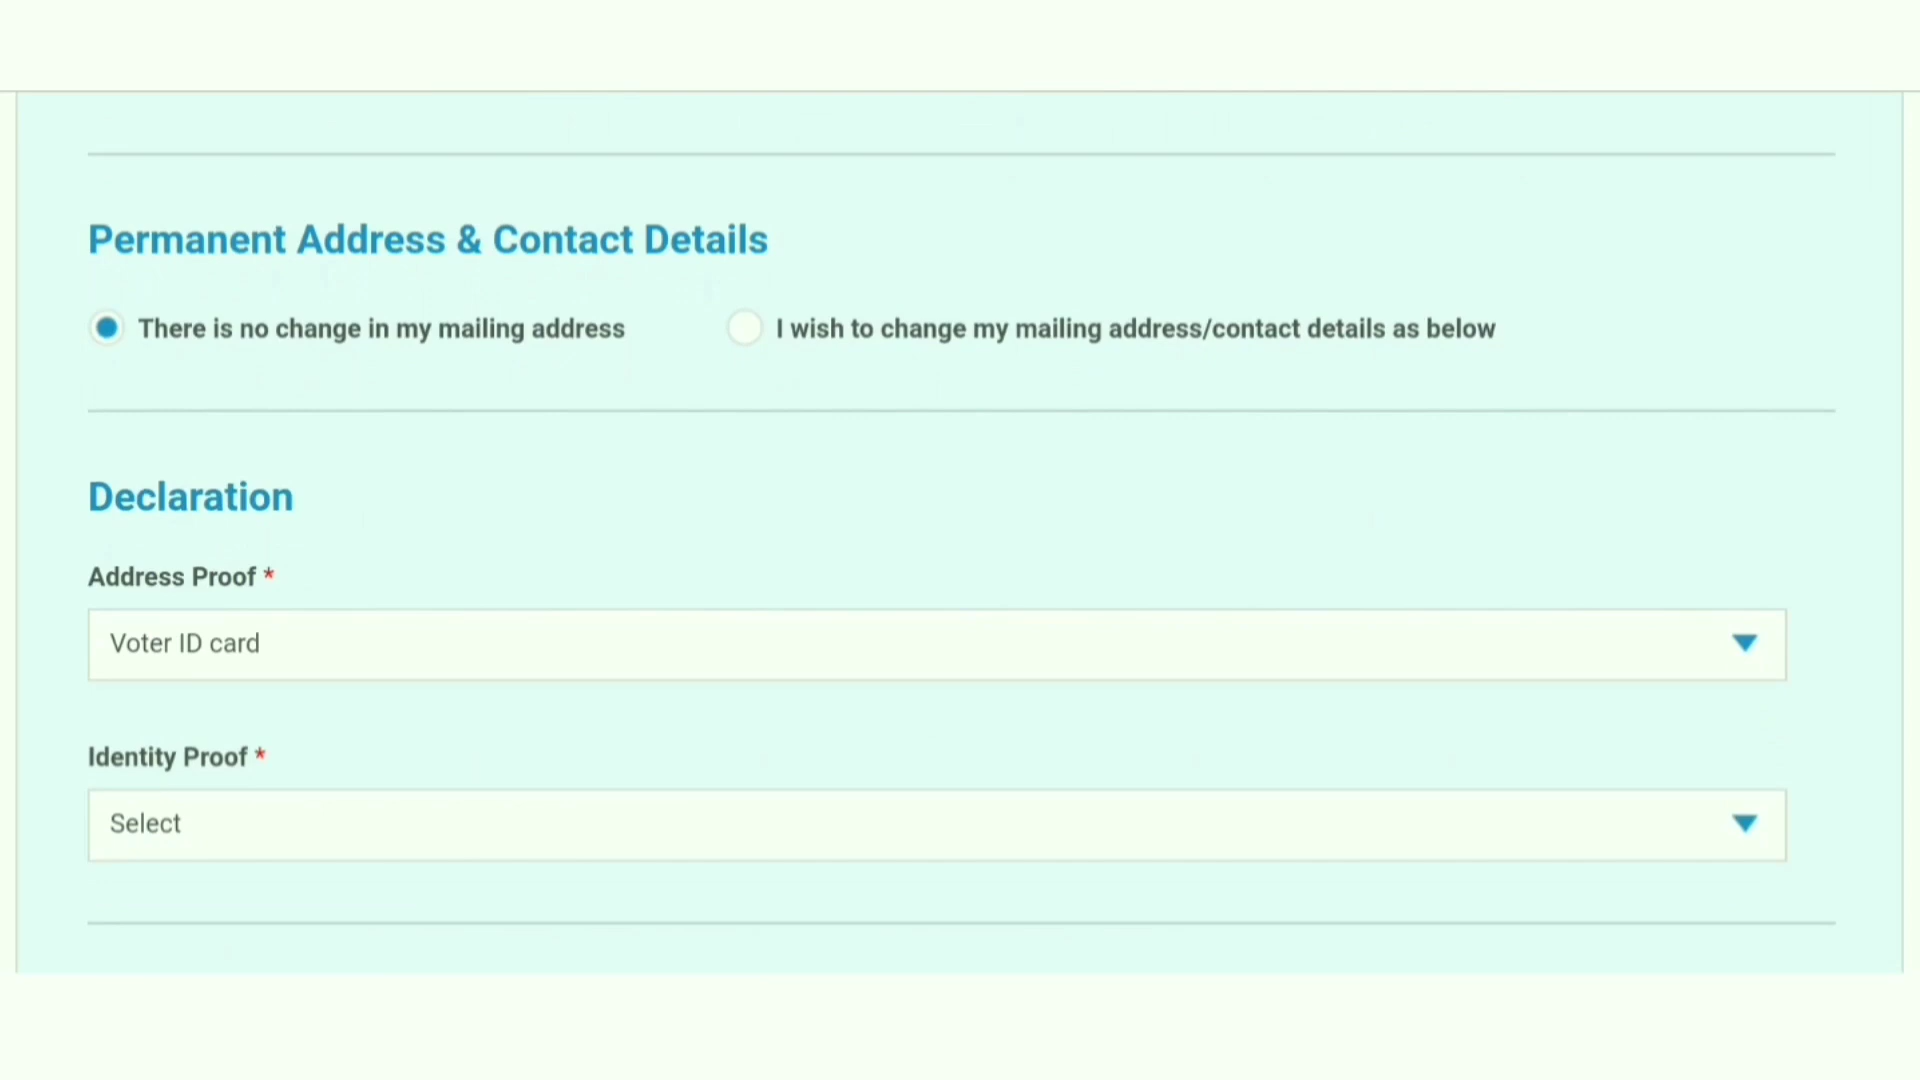 Permanent Address & Contact Details
There is no change in my mailing address I wish to change my mailing address/contact details as below
Declaration
Address Proof *
Voter ID card
Identity Proof *
Select